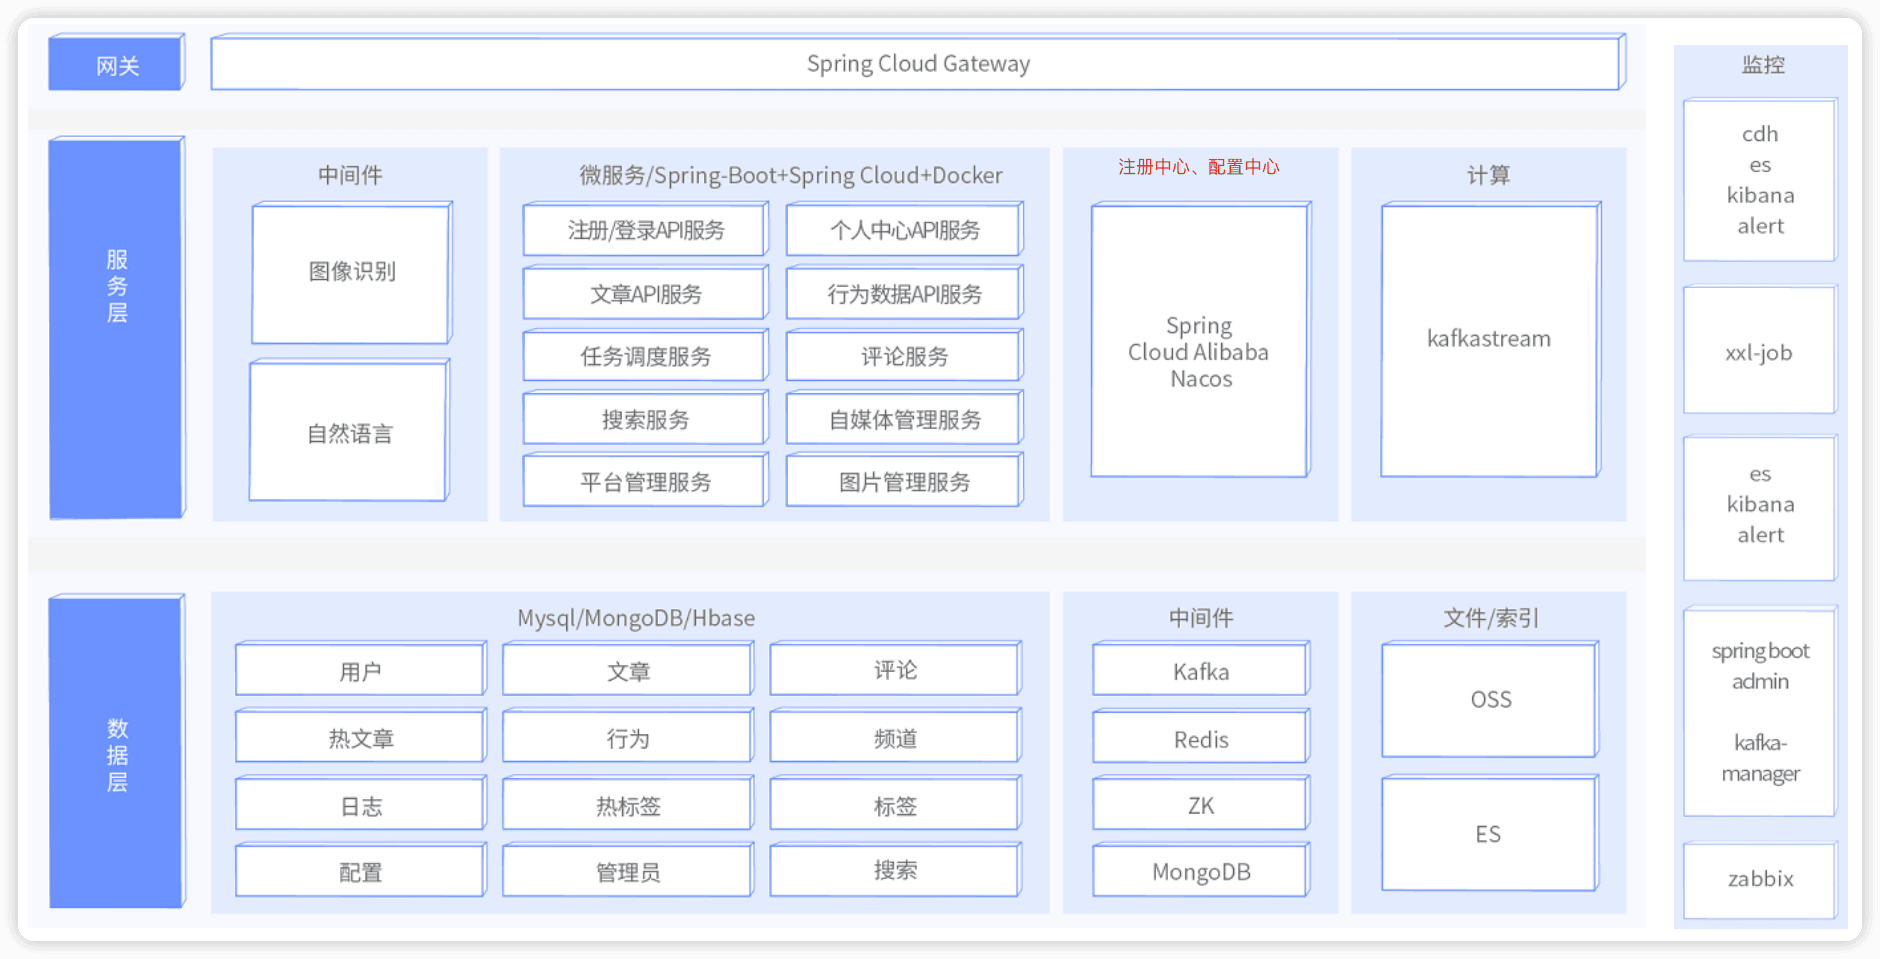 网关
Spring Cloud Gateway
服务层
中间件
图像识别
自然语言
微服务/Spring-Boot+Spring Cloud+Docker
注册/登录API服务
个人中心API服务
文章API服务
行为数据API服务
任务调度服务
评论服务
搜索服务
自媒体管理服务
平台管理服务
图片管理服务
注册中心、配置中心
Spring
Cloud Alibaba
Nacos
计算
kafkastream
数据层
Mysql/MongoDB/Hbase
用户
文章
评论
热文章
行为
频道
日志
热标签
标签
配置
管理员
搜索
中间件
Kafka
Redis
ZK
MongoDB
文件/索引
OSS
ES
监控
cdh
es
kibana
alert
xxl-job
es
kibana
alert
spring boot
admin
kafka-
manager
zabbix